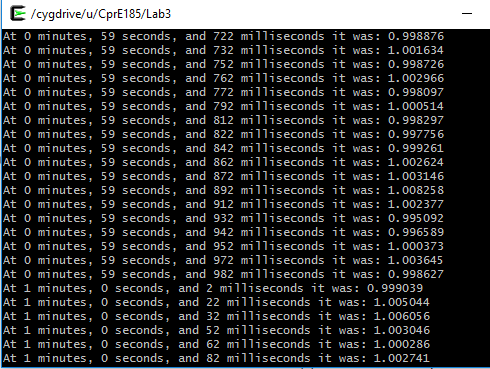 /cygdrive/u/CprE185/Lab3
At 0 minutes, 59 seconds, and 722 milliseconds it was: 0.998876
At 0 minutes, 59 seconds, and 732 milliseconds it was: 1.001634
At 0 minutes, 59 seconds, and 752 milliseconds it was: 0.998726
At 0 minutes, 59 seconds, and 762 milliseconds it was: 1.002966
At 0 minutes, 59 seconds, and 772 milliseconds it was: 0.998097
At 0 minutes, 59 seconds, and 792 milliseconds it was: 1.000514
At 0 minutes, 59 seconds, and 812 milliseconds it was: 0.998297
At 0 minutes, 59 seconds, and 822 milliseconds it was: 0.997756
At 0 minutes, 59 seconds, and 842 milliseconds it was: 0.999261
At 0 minutes, 59 seconds, and 862 milliseconds it was: 1.002624
At 0 minutes, 59 seconds, and 872 milliseconds it was: 1.003146
At 0 minutes, 59 seconds, and 892 milliseconds it was: 1.008258
At 0 minutes, 59 seconds, and 912 milliseconds it was: 1.002377
At 0 minutes, 59 seconds, and 932 milliseconds it was: 0.995092
At 0 minutes, 59 seconds, and 942 milliseconds it was: 0.996589
At 0 minutes, 59 seconds, and 952 milliseconds it was: 1.000373
At 0 minutes, 59 seconds, and 972 milliseconds it was: 1.003645
At 0 minutes, 59 seconds, and 982 milliseconds it was: 0.998627
At 1 minutes, 0 seconds, and 2 milliseconds it was: 0.999039
At 1 minutes, 0 seconds, and 22 milliseconds it was: 1.005044
At 1 minutes, 0 seconds, and 32 milliseconds it was: 1.006056
At 1 minutes, 0 seconds, and 52 milliseconds it was: 1.003046
At 1 minutes, 0 seconds, and 62 milliseconds it was: 1.000286
At 1 minutes, 0 seconds, and 82 milliseconds it was: 1.002741